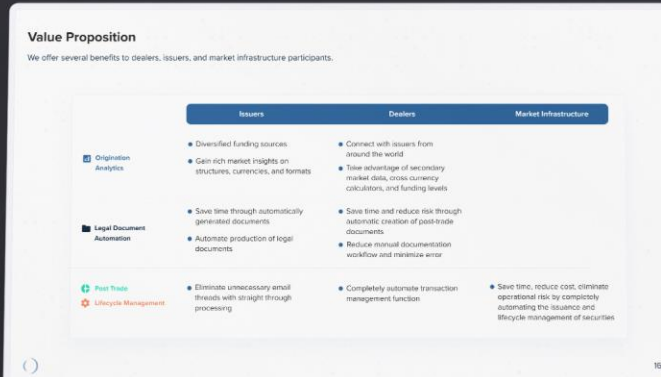 Value Proposition
We offer several benefits to dealers, issuers, and market infrastructure participants.
Issuers
Dealers
Market Infrastructure
Origination
Analytics
Diversified funding sources
Gain rich market insights on
structures, currencies, and formats
Connect with issuers from
around the world
Take advantage of secondary
market data, cross currency
calculators, and funding levels
Legal Document
Automation
Save time through automatically
generated documents
Automate production of legal
documents
Save time and reduce risk through
automatic creation of post-trade
documents
Reduce manual documentation
workflow and minimize error
Post Trade
Lifecycle Management
Eliminate unnecessary email
threads with straight through
processing
Completely automate transaction
management function
Save time, reduce cost, eliminate
operational risk by completely
automating the issuance and
lifecycle management of securities
16